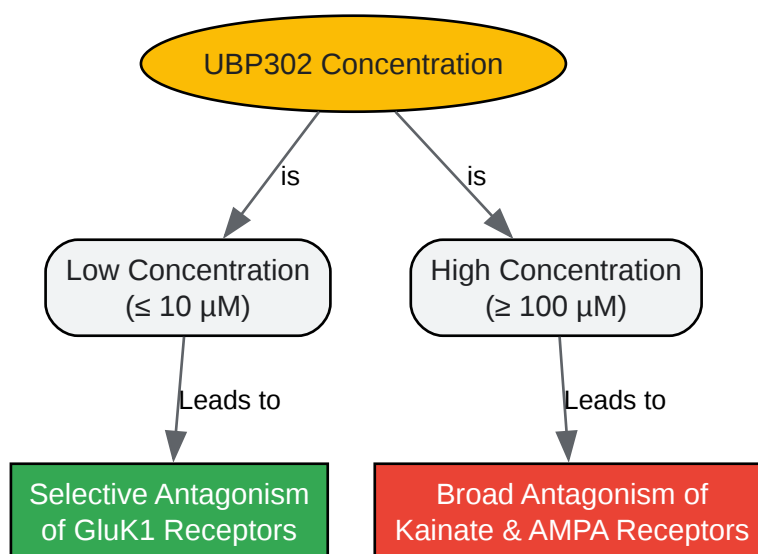 UBP302 Concentration
is
is
Low Concentration
(≤ 10 µM)
High Concentration
(≥ 100 µM)
Leads to
Leads to
Selective Antagonism
of GluK1 Receptors
Broad Antagonism of
Kainate & AMPA Receptors